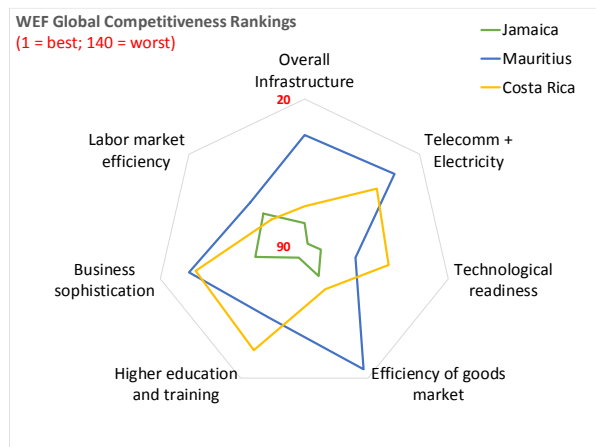 WEF Global Competitiveness Rankings
(1 = best; 140 = worst)
Jamaica
Mauritius
Costa Rica
Overall
Infrastructure
20
Labor market
efficiency
Telecomm +
Electricity
90
Business
sophistication
Technological
readiness
Higher education
and training
Efficiency of goods
market